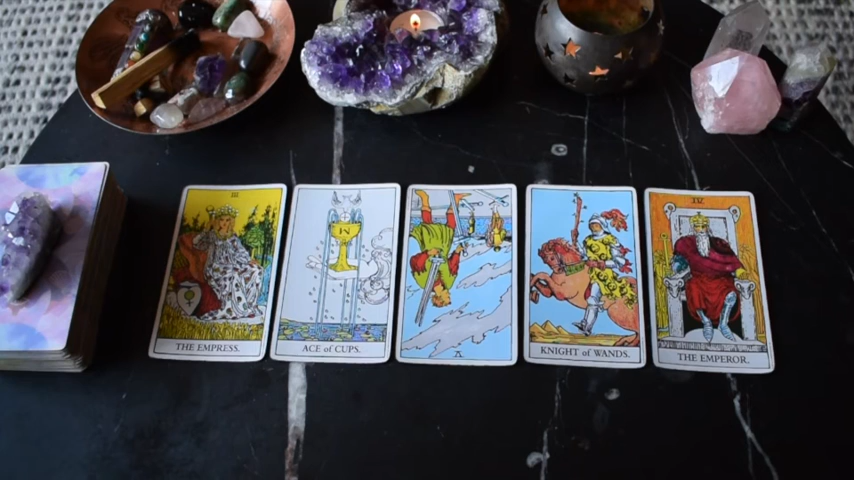 III
THE EMPRESS.
ACE of CUPS.
V
KNIGHT of WANDS.
IV
THE EMPEROR.